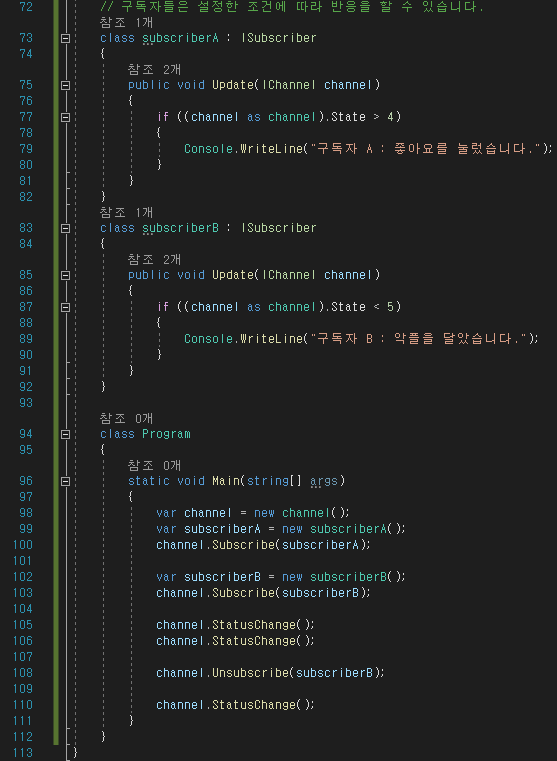 72 // 구독자들은 설정한 조건에 따라 반응을 할 수 있습니다.
참조 1개
73 class subscriberA : ISubscriber
74 {
참조 2개
75 public void Update(IChannel channel)
76 {
77 if ((channel as channel).State > 4)
78 {
79 Console.WriteLine("구독자 A : 좋아요를 눌렀습니다.");
80 }
81 }
82 }
참조 1개
83 class subscriberB : ISubscriber
84 {
참조 2개
85 public void Update(IChannel channel)
86 {
87 if ((channel as channel).State < 5)
88 {
89 Console.WriteLine("구독자 B : 악플을 달았습니다.");
90 }
91 }
92 }
93
참조 0개
94 class Program
95 {
참조 0개
96 static void Main(string[] args)
97 {
98 var channel = new channel();
99 var subscriberA = new subscriberA();
100 channel.Subscribe(subscriberA);
101
102 var subscriberB = new subscriberB();
103 channel.Subscribe(subscriberB);
104
105 channel.StatusChange();
106 channel.StatusChange();
107
108 channel.Unsubscribe(subscriberB);
109
110 channel.StatusChange();
111 }
112 }
113 }